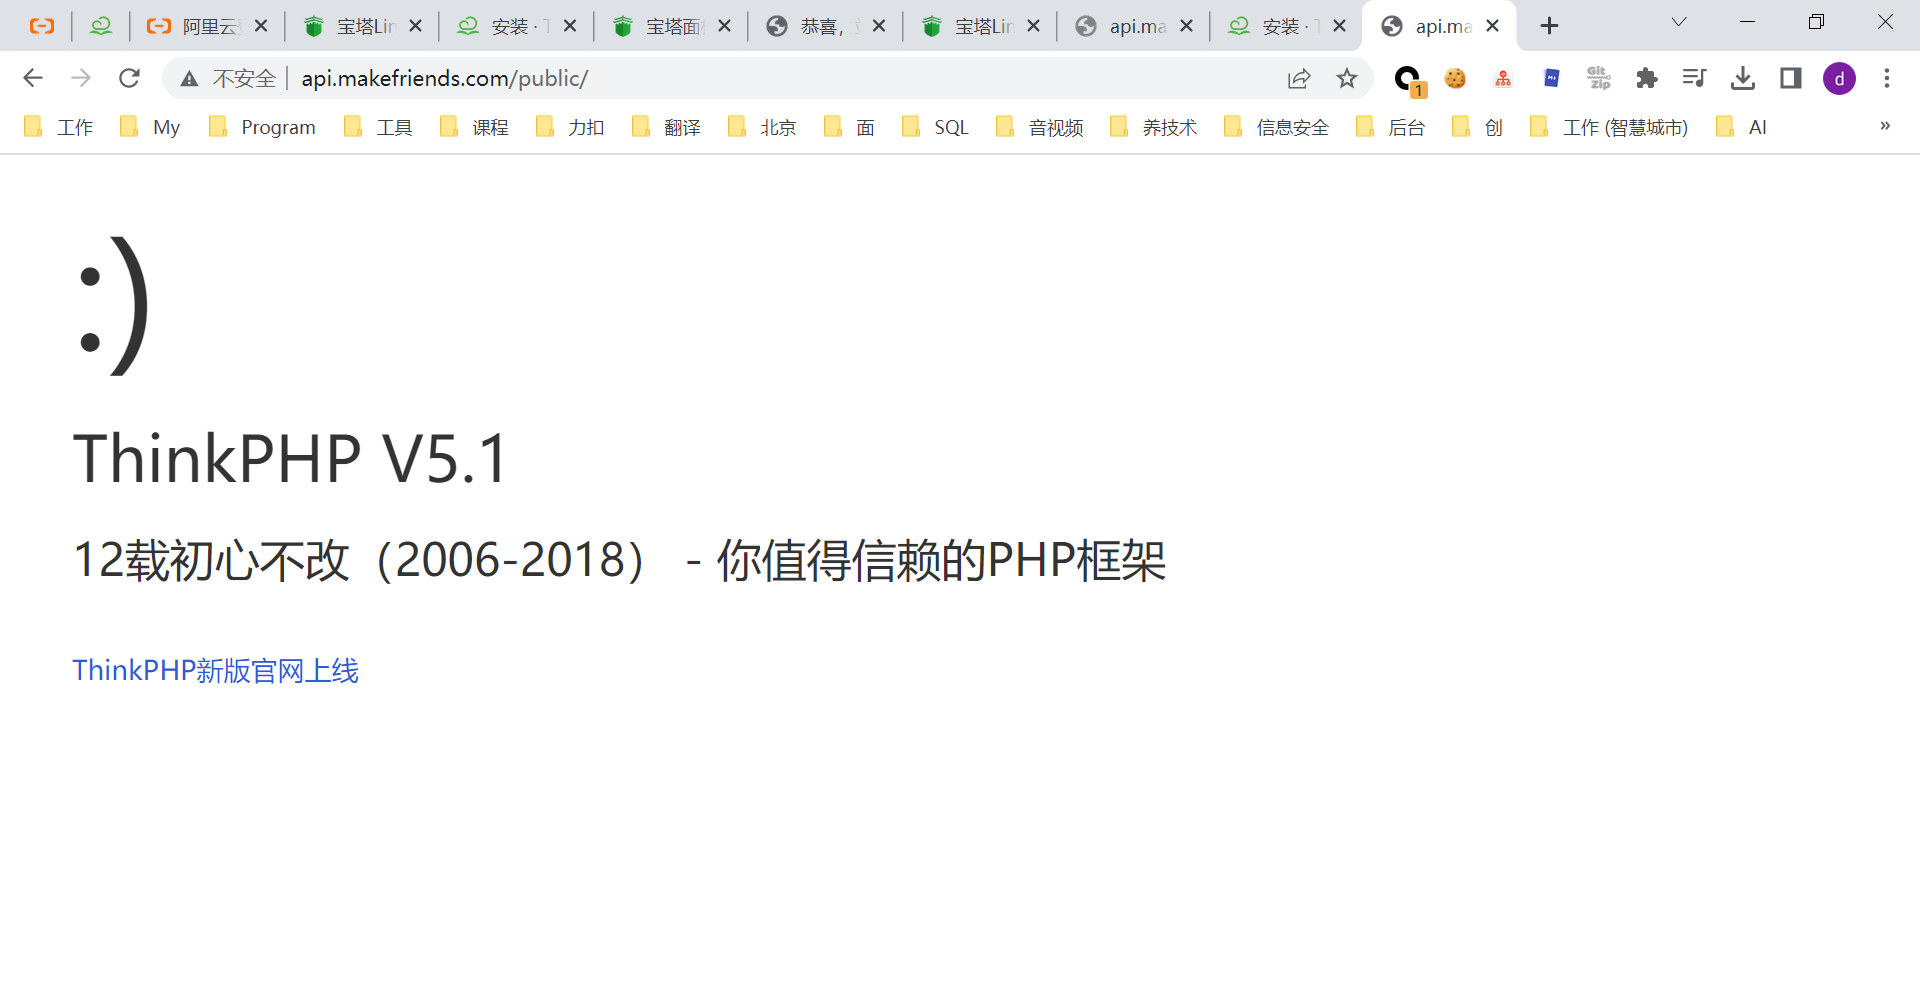 阿里云
宝塔Lin
安装 · T
宝塔面板
恭喜，
宝塔Lin
api.ma
安装 · T
api.ma
不安全
api.makefriends.com/public/
Git
zip
1
d
工作
My
Program
工具
课程
力扣
翻译
北京
面
SQL
音视频
养技术
信息安全
后台
创
工作 (智慧城市)
AI
»
:)
ThinkPHP V5.1
12载初心不改（2006-2018） - 你值得信赖的PHP框架
ThinkPHP新版官网上线